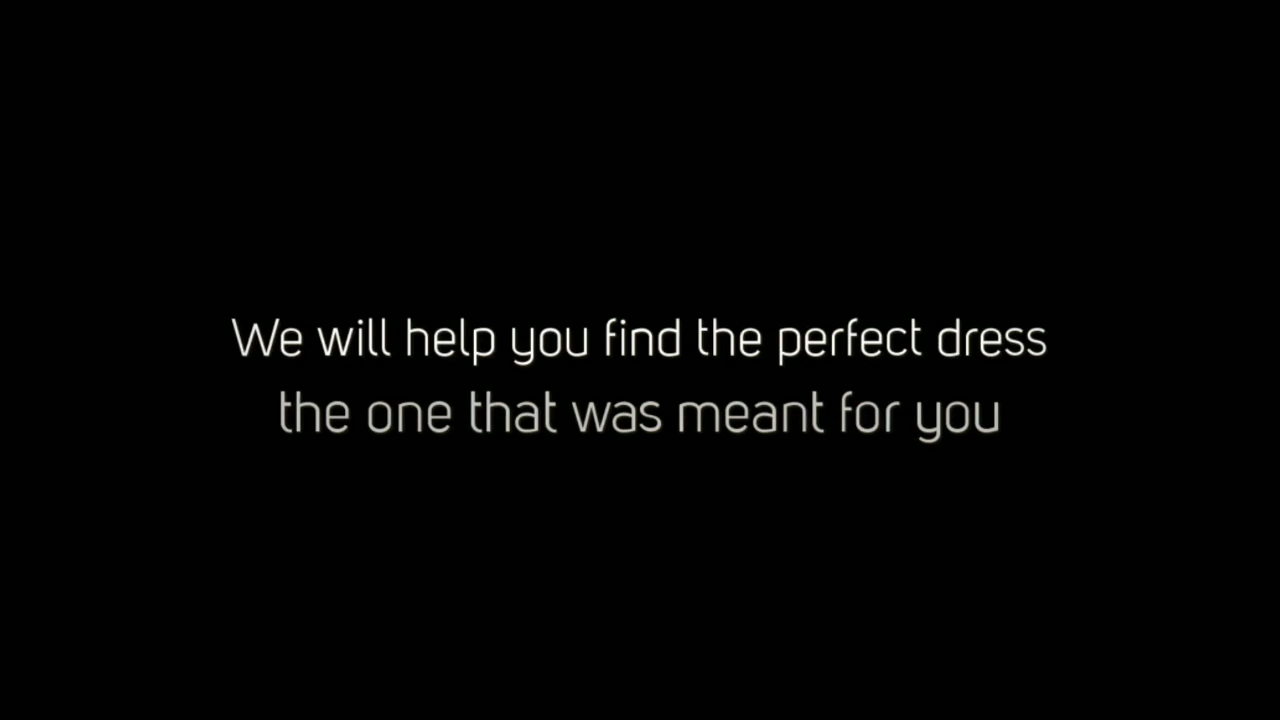 We will help you find the perfect dress
the one that was meant for you